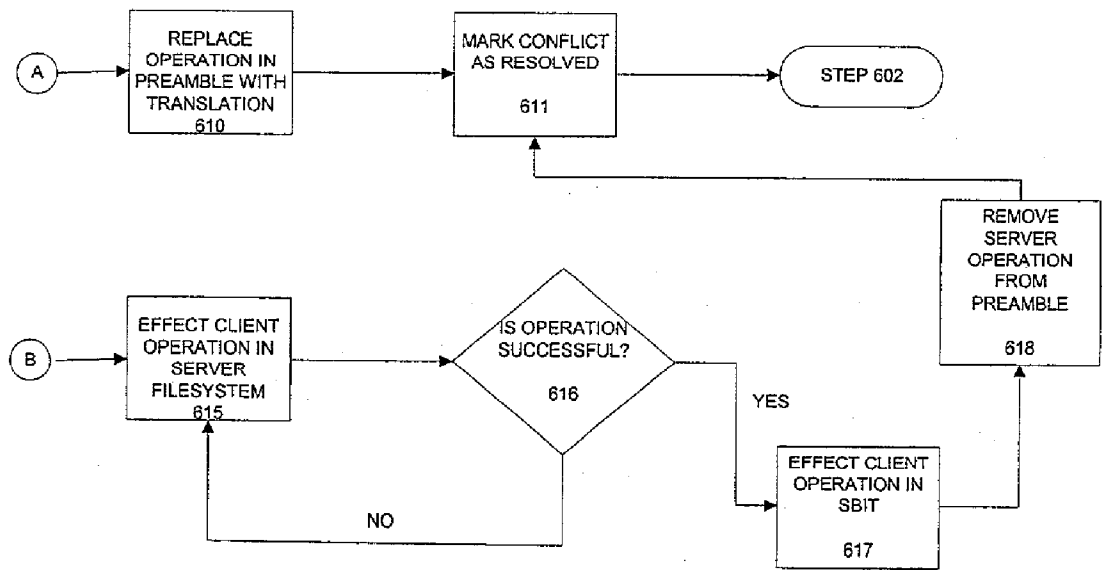 A
REPLACE
OPERATION IN
PREAMBLE WITH
TRANSLATION
610
MARK CONFLICT
AS RESOLVED
611
STEP 602
REMOVE
SERVER
OPERATION
FROM
PREAMBLE
618
B
EFFECT CLIENT
OPERATION IN
SERVER
FILESYSTEM
615
IS OPERATION
SUCCESSFUL?
616
YES
NO
EFFECT CLIENT
OPERATION IN
SBIT
617